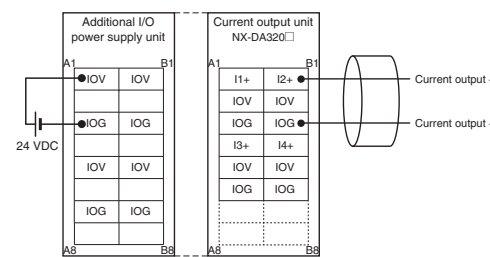 Additional I/O
power supply unit
Current output unit
NX-DA320□
A1 B1 A1 B1
IOV IOV I1+ I2+ Current output
IOV IOV
IOG IOG IOG IOG Current output
I3+ I4+
24 VDC
IOV IOV IOV IOV
IOG IOG
IOG IOG
A8 B8 A8 B8